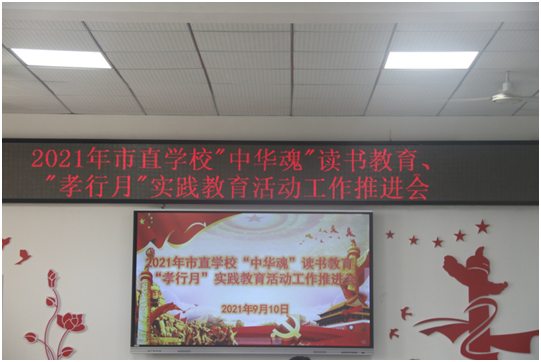 2021年市直学校"中华魂"读书教育、
"孝行月"实践教育活动工作推进会
2021年市直学校“中华魂”读书教育
“孝行月”实践教育活动工作推进会
2021年9月10日